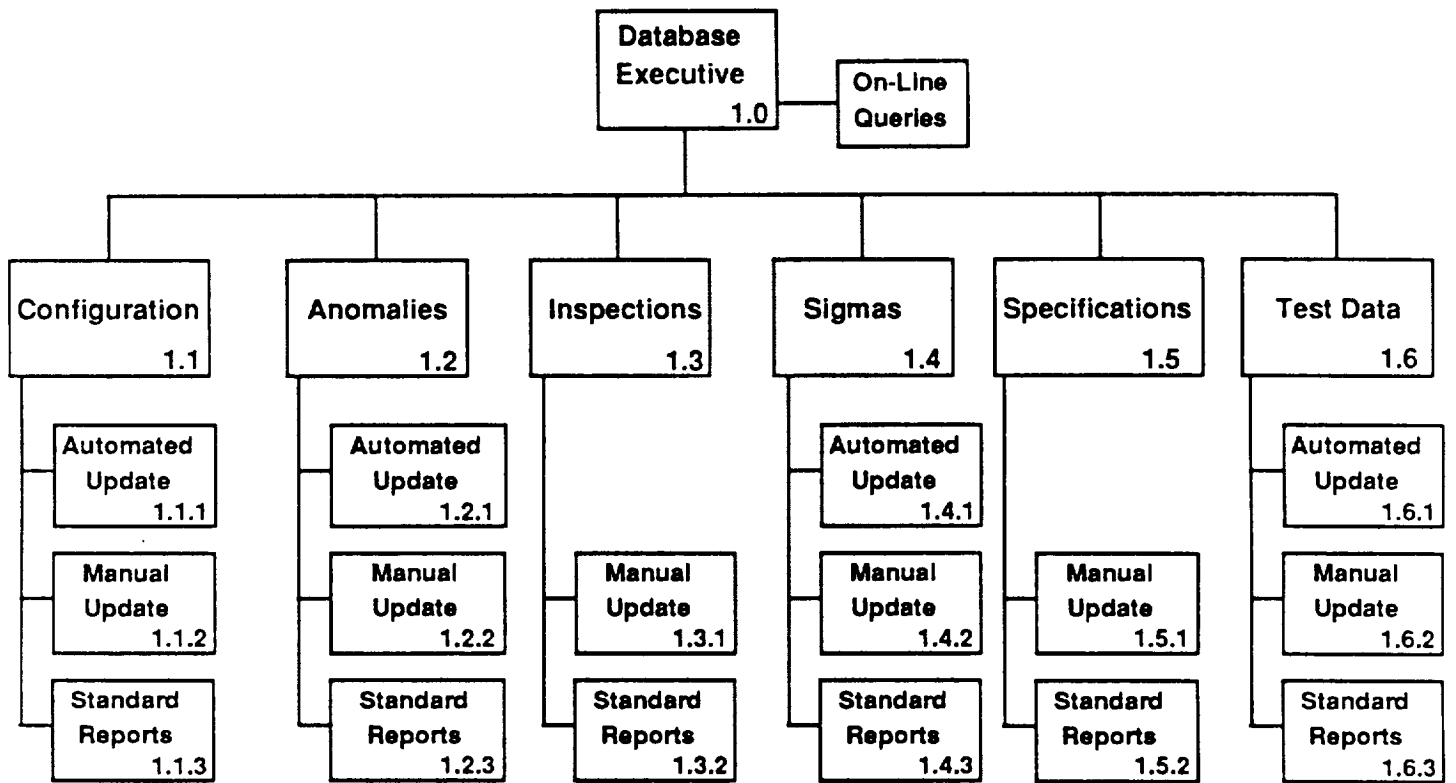 Database
Executive
1.0
On-Line
Queries
Configuration
1.1
Anomalies
1.2
Inspections
1.3
Sigmas
1.4
Specifications
1.5
Test Data
1.6
Automated
Update
1.1.1
Manual
Update
1.1.2
Standard
Reports
1.1.3
Automated
Update
1.2.1
Manual
Update
1.2.2
Standard
Reports
1.2.3
Manual
Update
1.3.1
Standard
Reports
1.3.2
Automated
Update
1.4.1
Manual
Update
1.4.2
Standard
Reports
1.4.3
Manual
Update
1.5.1
Standard
Reports
1.5.2
Automated
Update
1.6.1
Manual
Update
1.6.2
Standard
Reports
1.6.3